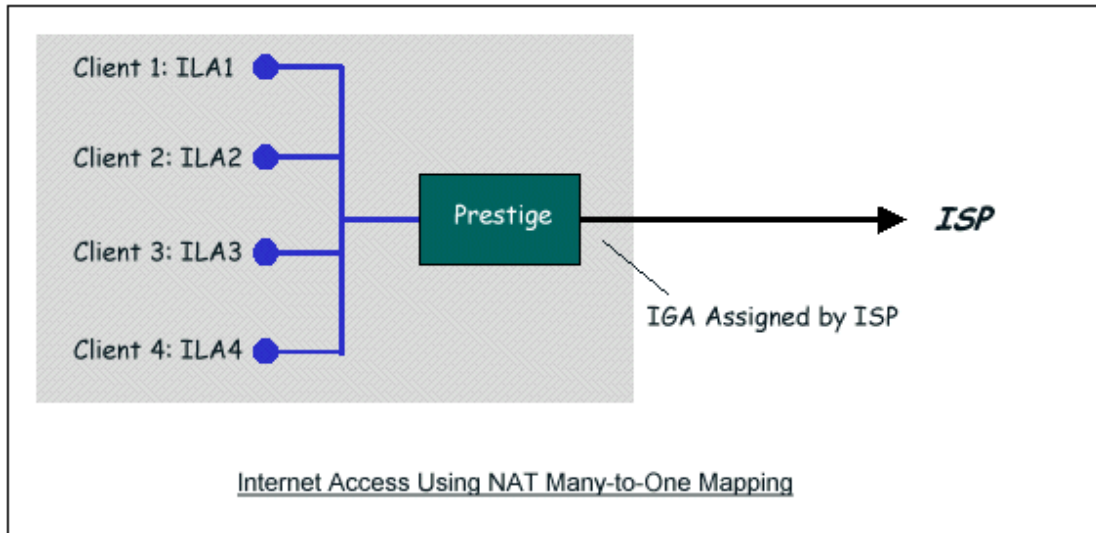 Client 1: ILA1
Client 2: ILA2
Client 3: ILA3
Client 4: ILA4
Prestige
ISP
IGA Assigned by ISP
Internet Access Using NAT Many-to-One Mapping